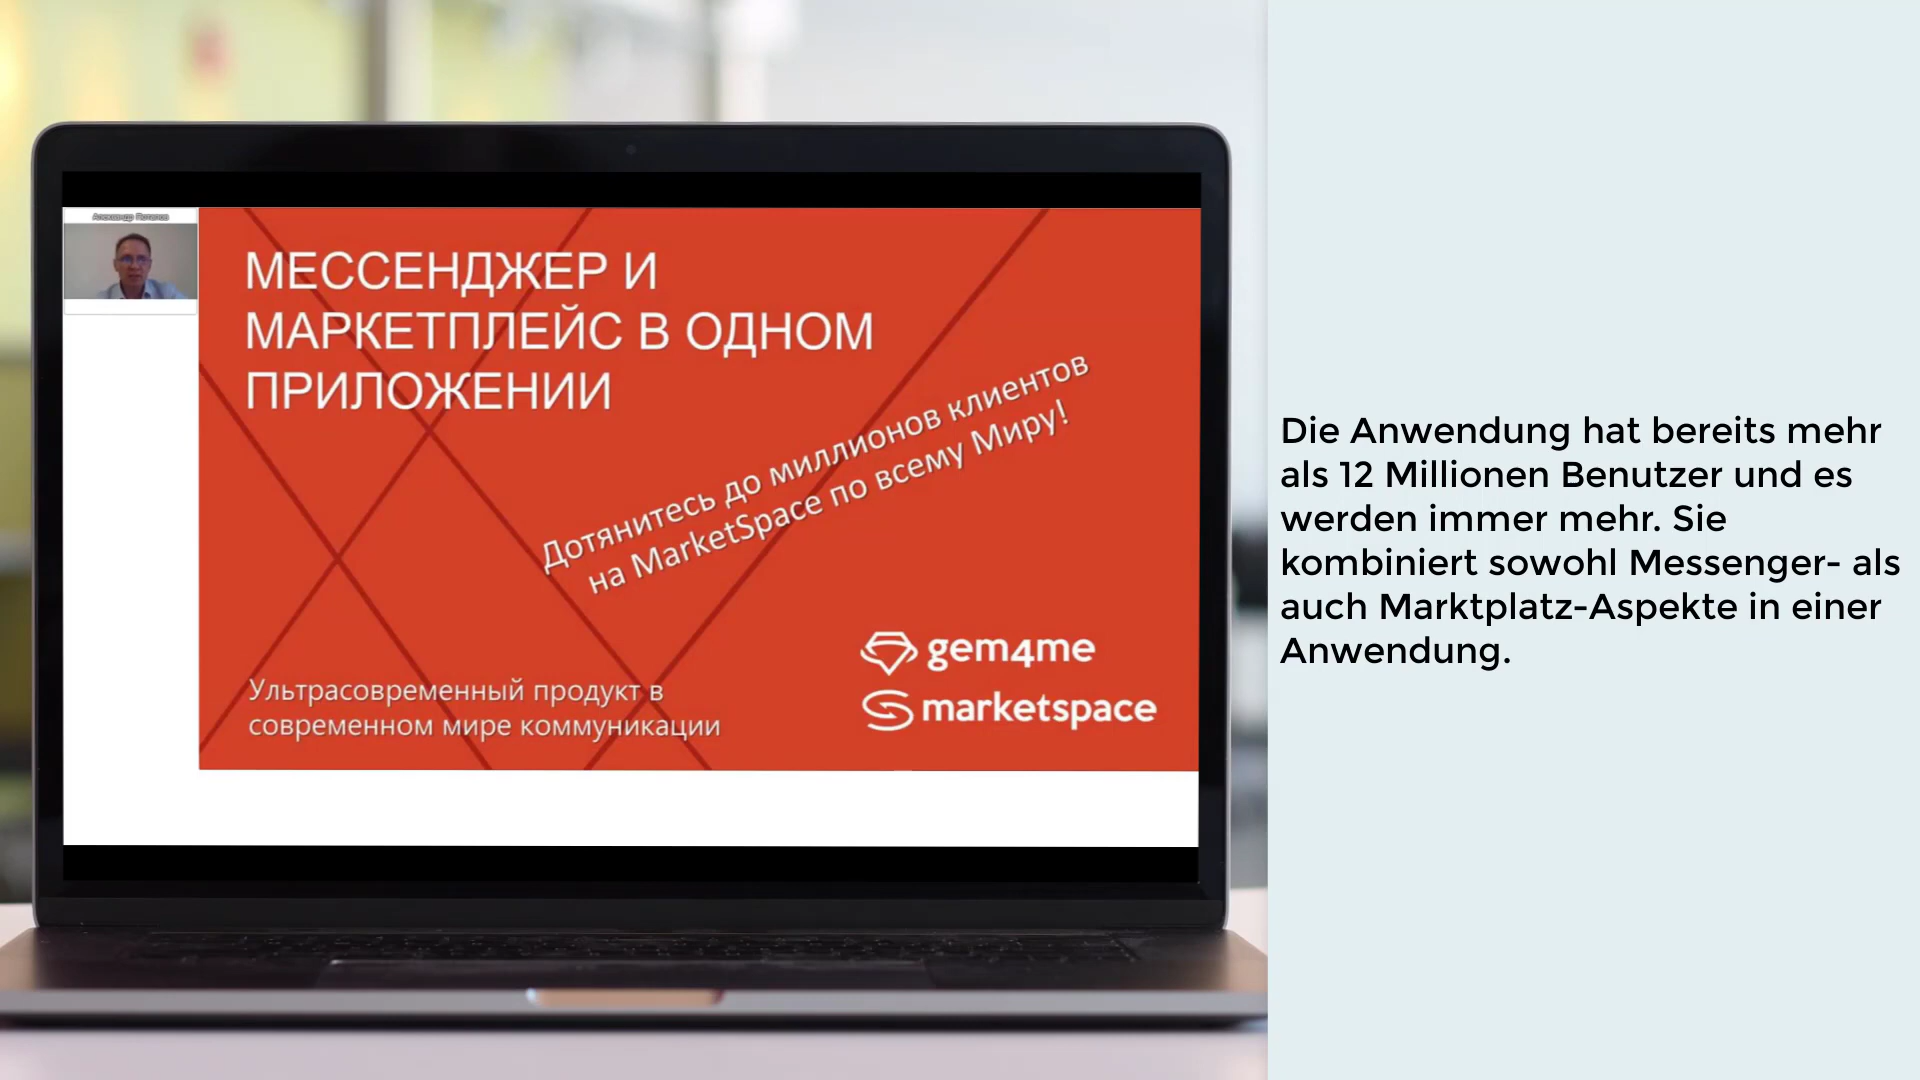 Александр Потапов
МЕССЕНДЖЕР И
МАРКЕТПЛЕЙС В ОДНОМ
ПРИЛОЖЕНИИ
Дотянитесь до миллионов клиентов
на MarketSpace по всему Миру!
gem4me
marketspace
Ультрасовременный продукт в
современном мире коммуникации
Die Anwendung hat bereits mehr
als 12 Millionen Benutzer und es
werden immer mehr. Sie
kombiniert sowohl Messenger- als
auch Marktplatz-Aspekte in einer
Anwendung.